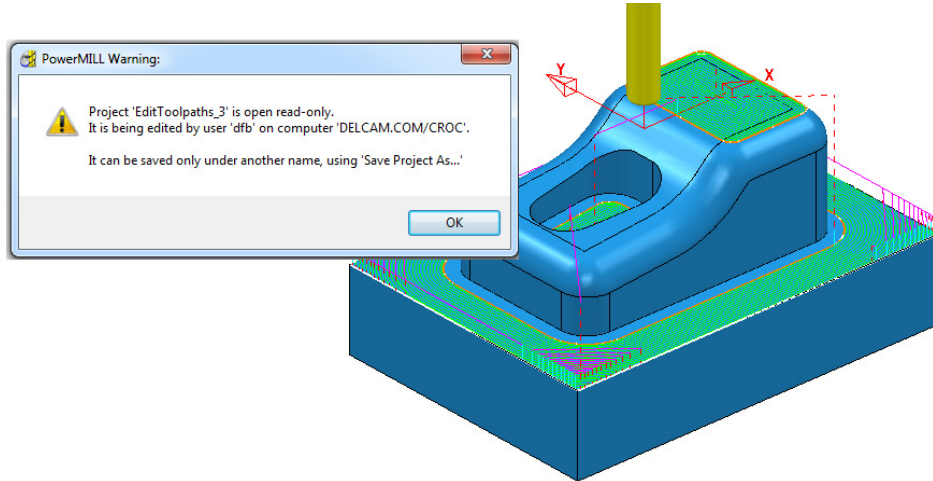 PowerMILL Warning:
Project 'EditToolpaths_3' is open read-only.
It is being edited by user 'dfb' on computer 'DELCAM.COM/CROC'.
It can be saved only under another name, using 'Save Project As...'
OK
Y
X